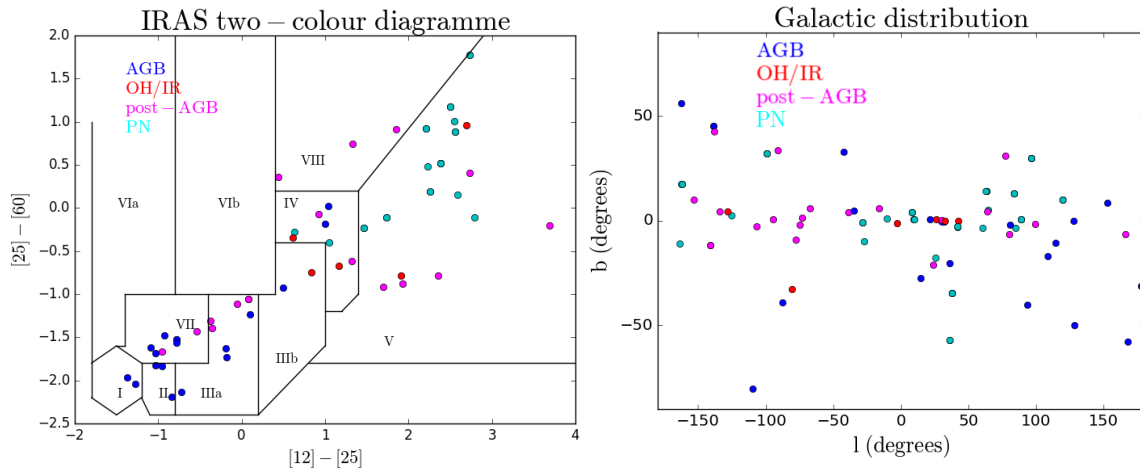 IRAS two − colour diagramme
2.0
1.5
1.0
0.5
0.0
−0.5
−1.0
−1.5
−2.0
−2.5
[25] − [60]
AGB
OH/IR
post − AGB
PN
VIII
VIa
VIb
IV
VII
V
IIIb
I
II
IIIa
−2
−1
0
1
2
3
4
[12] − [25]
Galactic distribution
AGB
OH/IR
post − AGB
PN
50
0
−50
b (degrees)
−150
−100
−50
0
50
100
150
l (degrees)